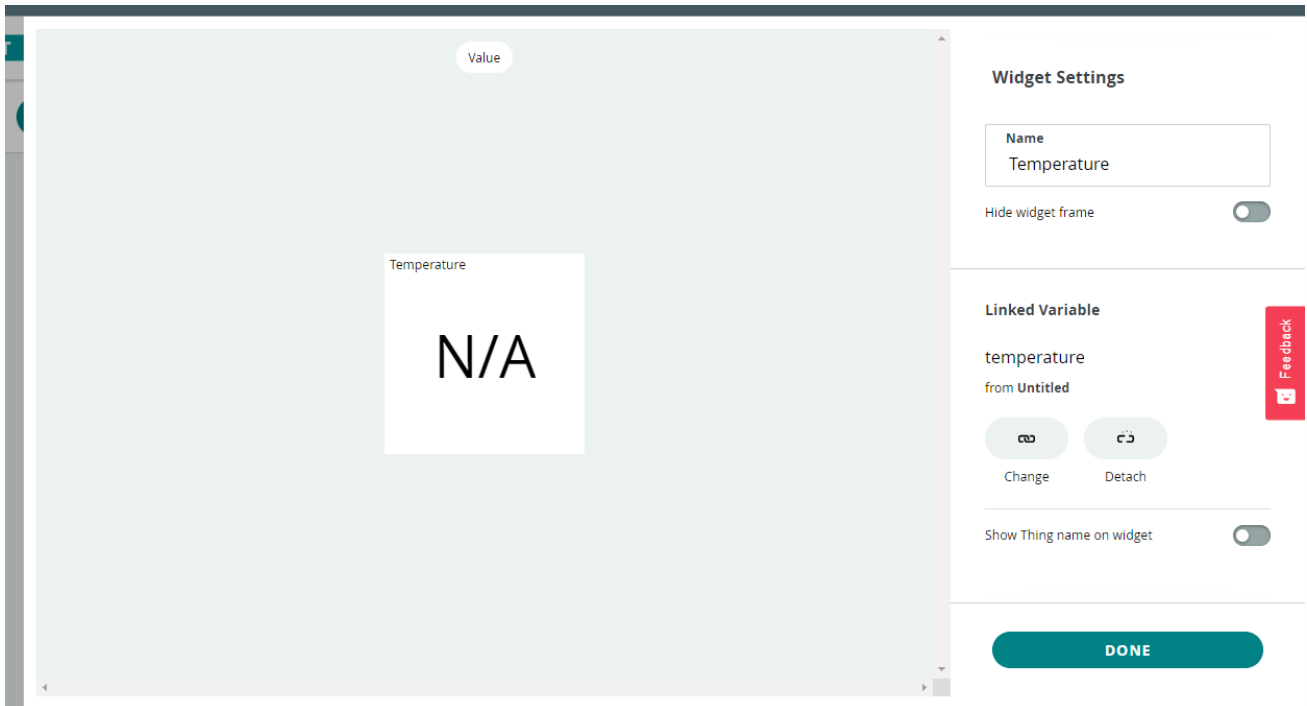 T
Value
Temperature
N/A
Widget Settings
Name
Temperature
Hide widget frame
Linked Variable
temperature
from Untitled
Change
Detach
Show Thing name on widget
DONE
Feedback